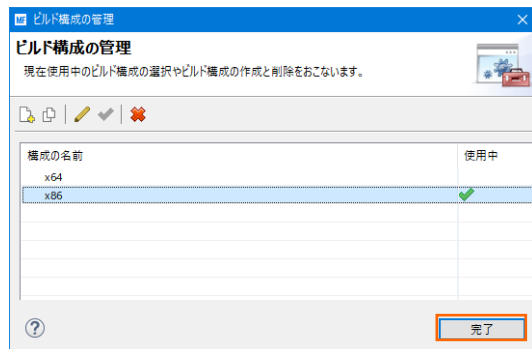 MF ビルド構成の管理
ビルド構成の管理
現在使用中のビルド構成の選択やビルド構成の作成と削除をおこないます。
構成の名前 使用中
x64
x86
? 完了